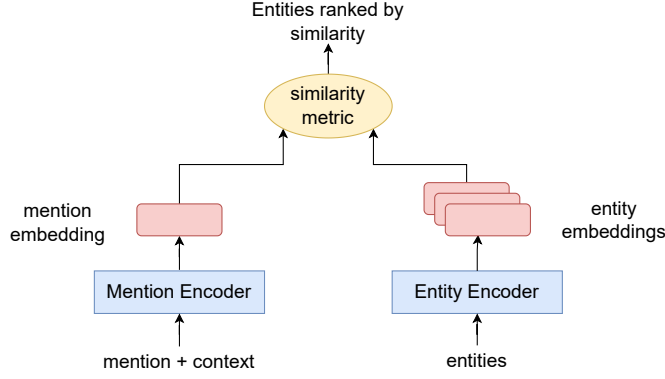 Entities ranked by
similarity
similarity
metric
mention
embedding
entity
embeddings
Mention Encoder
Entity Encoder
mention + context
entities